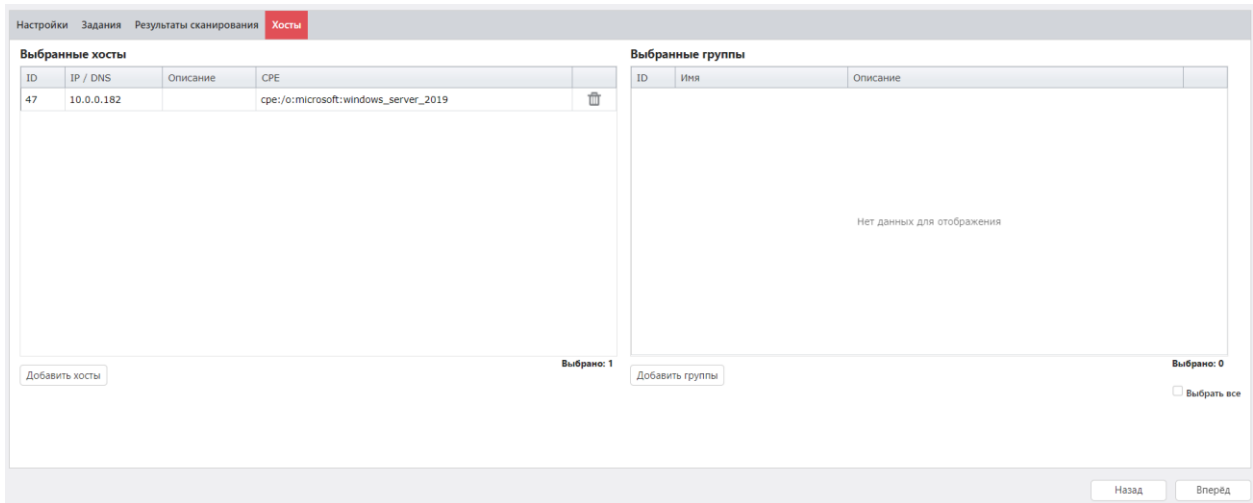 Настройки Задания Результаты сканирования Хосты
Выбранные хосты
ID IP / DNS Описание CPE
47 10.0.0.182 cpe:/o:microsoft:windows_server_2019
Выбрано: 1
Добавить хосты
Выбранные группы
ID Имя Описание
Нет данных для отображения
Выбрано: 0
Добавить группы
Выбрать все
Назад Вперёд